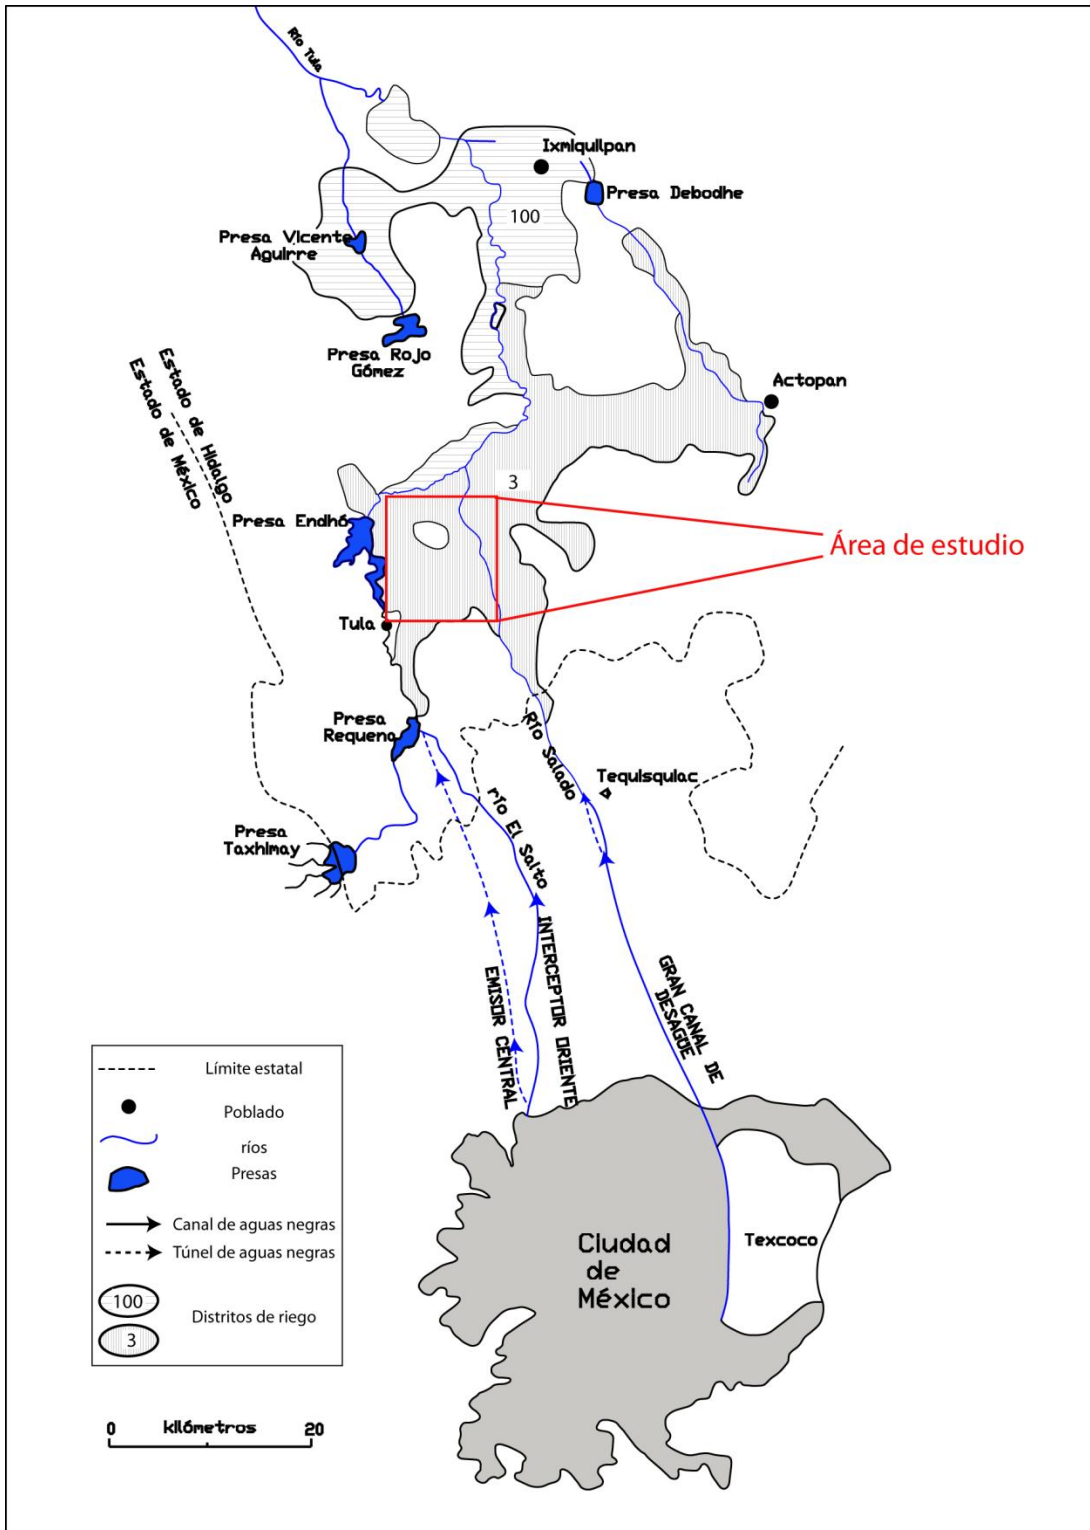 Río Tula
Ixmiquilpan
Presa Debodhe
100
Presa Vicente
Aguirre
Presa Rojo
Gómez
Estado de Hidalgo
Estado de México
Actopan
3
Presa Endhó
Área de estudio
Tula
Presa
Requena
Río Salado
Tequisquiac
río El Salto
Presa
Taxhimay
EMISOR CENTRAL
INTERCEPTOR ORIENTE
GRAN CANAL DE
DESAGÜE
Límite estatal
Poblado
ríos
Presas
Canal de aguas negras
Túnel de aguas negras
100
Distritos de riego
3
Ciudad
de
México
Texcoco
0 kilómetros 20